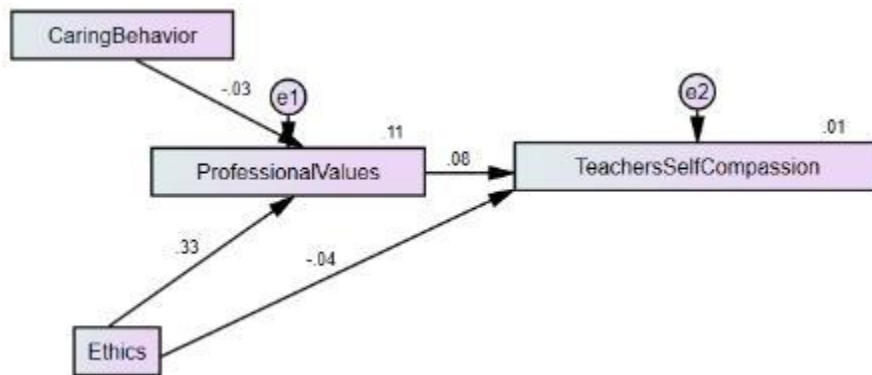 CaringBehavior
-.03
e1
e2
.11
.01
ProfessionalValues
.08
TeachersSelfCompassion
.33
-.04
Ethics